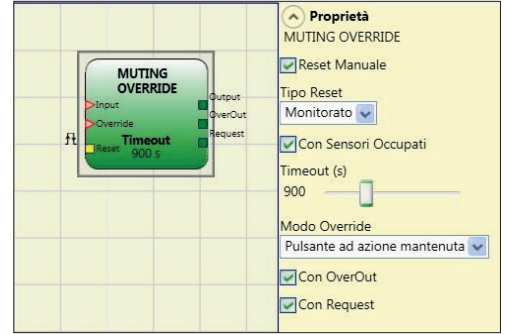 MUTING
OVERRIDE
Input
Override
Reset
Output
OverOut
Request
Timeout
900 s
Proprietà
MUTING OVERRIDE
Reset Manuale
Tipo Reset
Monitorato
Con Sensori Occupati
Timeout (s)
900
Modo Override
Pulsante ad azione mantenuta
Con OverOut
Con Request